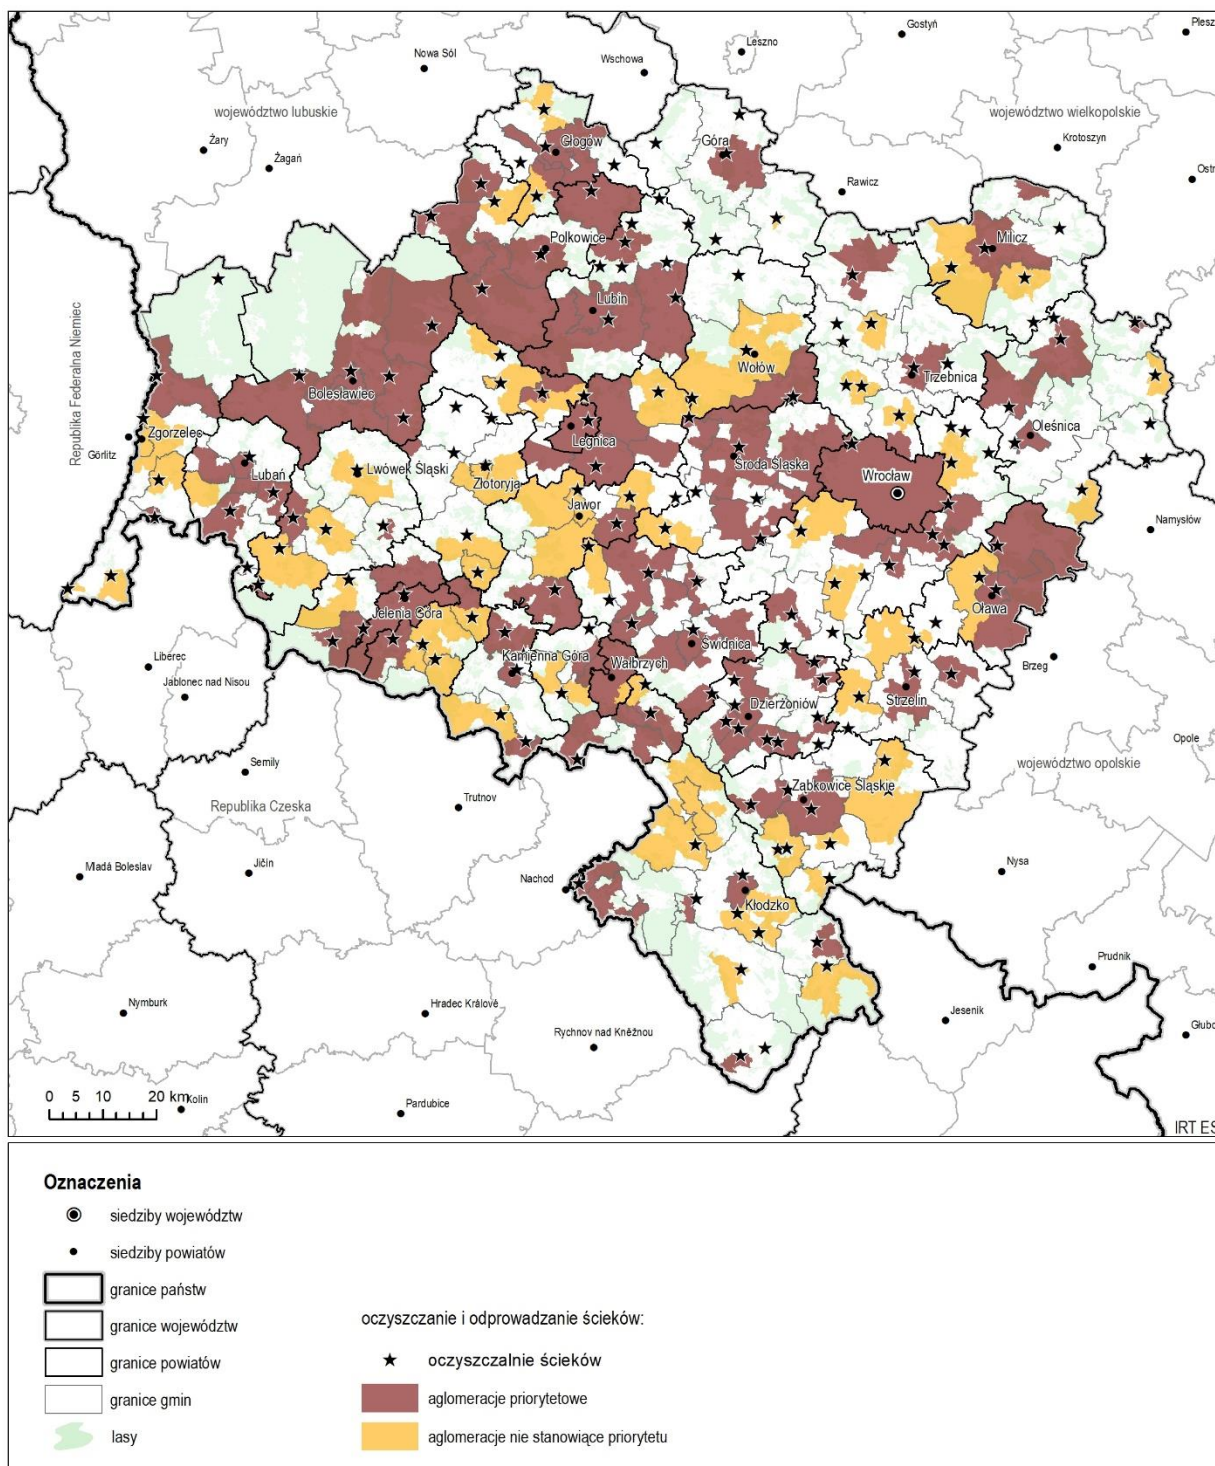 Gostyń
Plesz
Leszno
Nowa Sól
Wschowa
województwo lubuskie
województwo wielkopolskie
Krotoszyn
Żary
Żagań
Głogów
Góra
Rawicz
Ostr
Polkowice
Milicz
Republika Federalna Niemiec
Lubin
Wołów
Trzebnica
Bolesławiec
Zgorzelec
Görlitz
Legnica
Oleśnica
Lubań
Lwówek Śląski
Złotoryja
Środa Śląska
Wrocław
Jawor
Namysłów
Jelenia Góra
Oława
Liberec
Jablonec nad Nisou
Kamienna Góra
Wałbrzych
Świdnica
Brzeg
Strzelin
Dzierżoniów
Opole
Semily
województwo opolskie
Republika Czeska
Trutnov
Ząbkowice Śląskie
Mladá Boleslav
Jičín
Nachod
Nysa
Kłodzko
Prudnik
Nymburk
Hradec Králové
Rychnov nad Kněžnou
Jesenik
Głubc
0 5 10 20 km
Kolin
Pardubice
IRT ES
Oznaczenia
siedziby województw
siedziby powiatów
granice państw
granice województw
granice powiatów
granice gmin
lasy
oczyszczanie i odprowadzanie ścieków:
oczyszczalnie ścieków
aglomeracje priorytetowe
aglomeracje nie stanowiące priorytetu